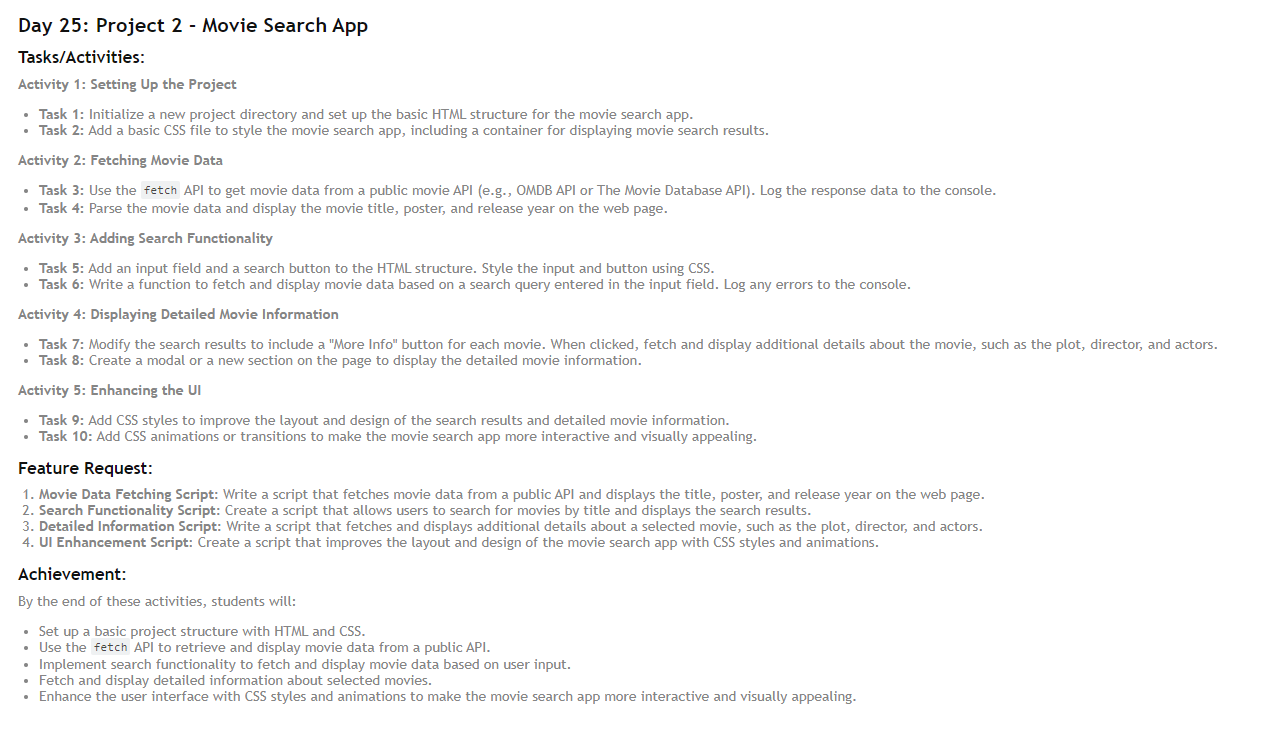 Day 25: Project 2 - Movie Search App
Tasks/Activities:
Activity 1: Setting Up the Project
• Task 1: Initialize a new project directory and set up the basic HTML structure for the movie search app.
• Task 2: Add a basic CSS file to style the movie search app, including a container for displaying movie search results.
Activity 2: Fetching Movie Data
• Task 3: Use the fetch API to get movie data from a public movie API (e.g., OMDB API or The Movie Database API). Log the response data to the console.
• Task 4: Parse the movie data and display the movie title, poster, and release year on the web page.
Activity 3: Adding Search Functionality
• Task 5: Add an input field and a search button to the HTML structure. Style the input and button using CSS.
• Task 6: Write a function to fetch and display movie data based on a search query entered in the input field. Log any errors to the console.
Activity 4: Displaying Detailed Movie Information
• Task 7: Modify the search results to include a "More Info" button for each movie. When clicked, fetch and display additional details about the movie, such as the plot, director, and actors.
• Task 8: Create a modal or a new section on the page to display the detailed movie information.
Activity 5: Enhancing the UI
• Task 9: Add CSS styles to improve the layout and design of the search results and detailed movie information.
• Task 10: Add CSS animations or transitions to make the movie search app more interactive and visually appealing.
Feature Request:
1. Movie Data Fetching Script: Write a script that fetches movie data from a public API and displays the title, poster, and release year on the web page.
2. Search Functionality Script: Create a script that allows users to search for movies by title and displays the search results.
3. Detailed Information Script: Write a script that fetches and displays additional details about a selected movie, such as the plot, director, and actors.
4. UI Enhancement Script: Create a script that improves the layout and design of the movie search app with CSS styles and animations.
Achievement:
By the end of these activities, students will:
• Set up a basic project structure with HTML and CSS.
• Use the fetch API to retrieve and display movie data from a public API.
• Implement search functionality to fetch and display movie data based on user input.
• Fetch and display detailed information about selected movies.
• Enhance the user interface with CSS styles and animations to make the movie search app more interactive and visually appealing.